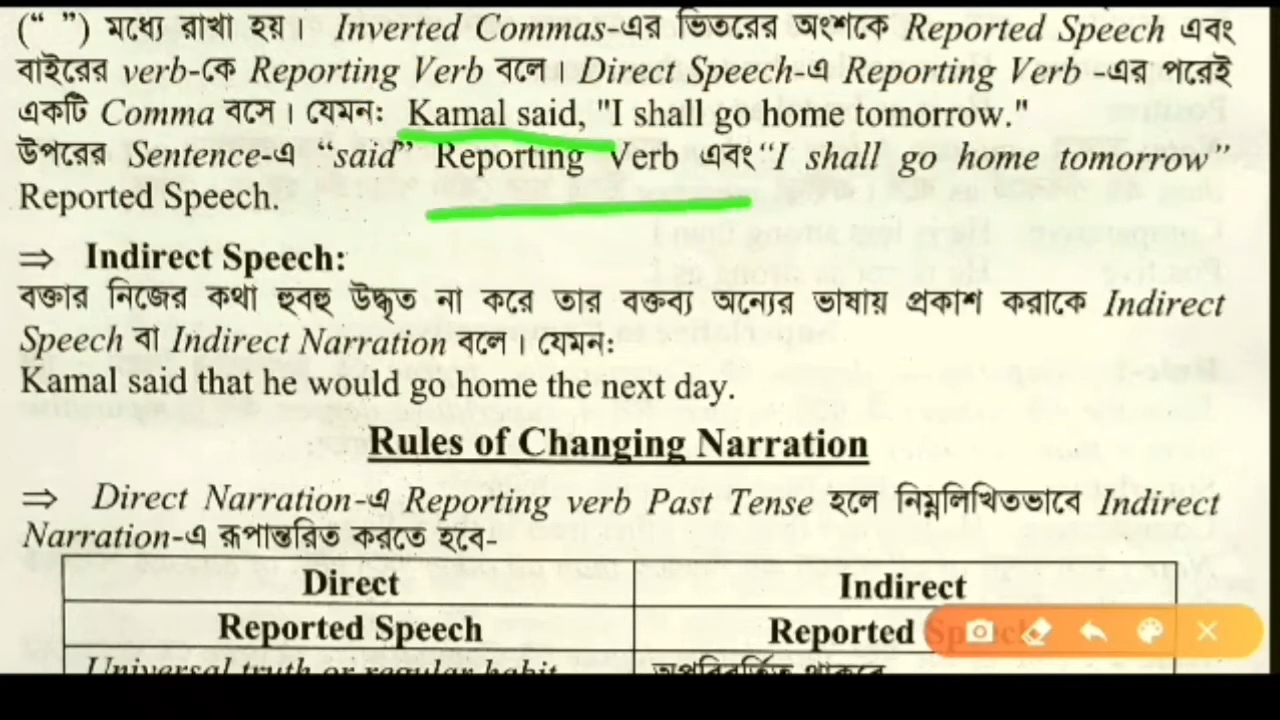 (“ ”) মধ্যে রাখা হয়। Inverted Commas-এর ভিতরের অংশকে Reported Speech এবং
বাইরের verb-কে Reporting Verb বলে। Direct Speech-এ Reporting Verb -এর পরেই
একটি Comma বসে। যেমনঃ Kamal said, "I shall go home tomorrow."
উপরের Sentence-এ “said” Reporting Verb এবং “I shall go home tomorrow”
Reported Speech.
⇒ Indirect Speech:
বক্তার নিজের কথা হুবহু উদ্ধৃত না করে তার বক্তব্য অন্যের ভাষায় প্রকাশ করাকে Indirect
Speech বা Indirect Narration বলে। যেমনঃ
Kamal said that he would go home the next day.
Rules of Changing Narration
⇒ Direct Narration-এ Reporting verb Past Tense হলে নিম্নলিখিতভাবে Indirect
Narration-এ রূপান্তরিত করতে হবে-
Direct Indirect
Reported Speech Reported Speech
Universal truth or regular habit অপরিবর্তিত থাকবে